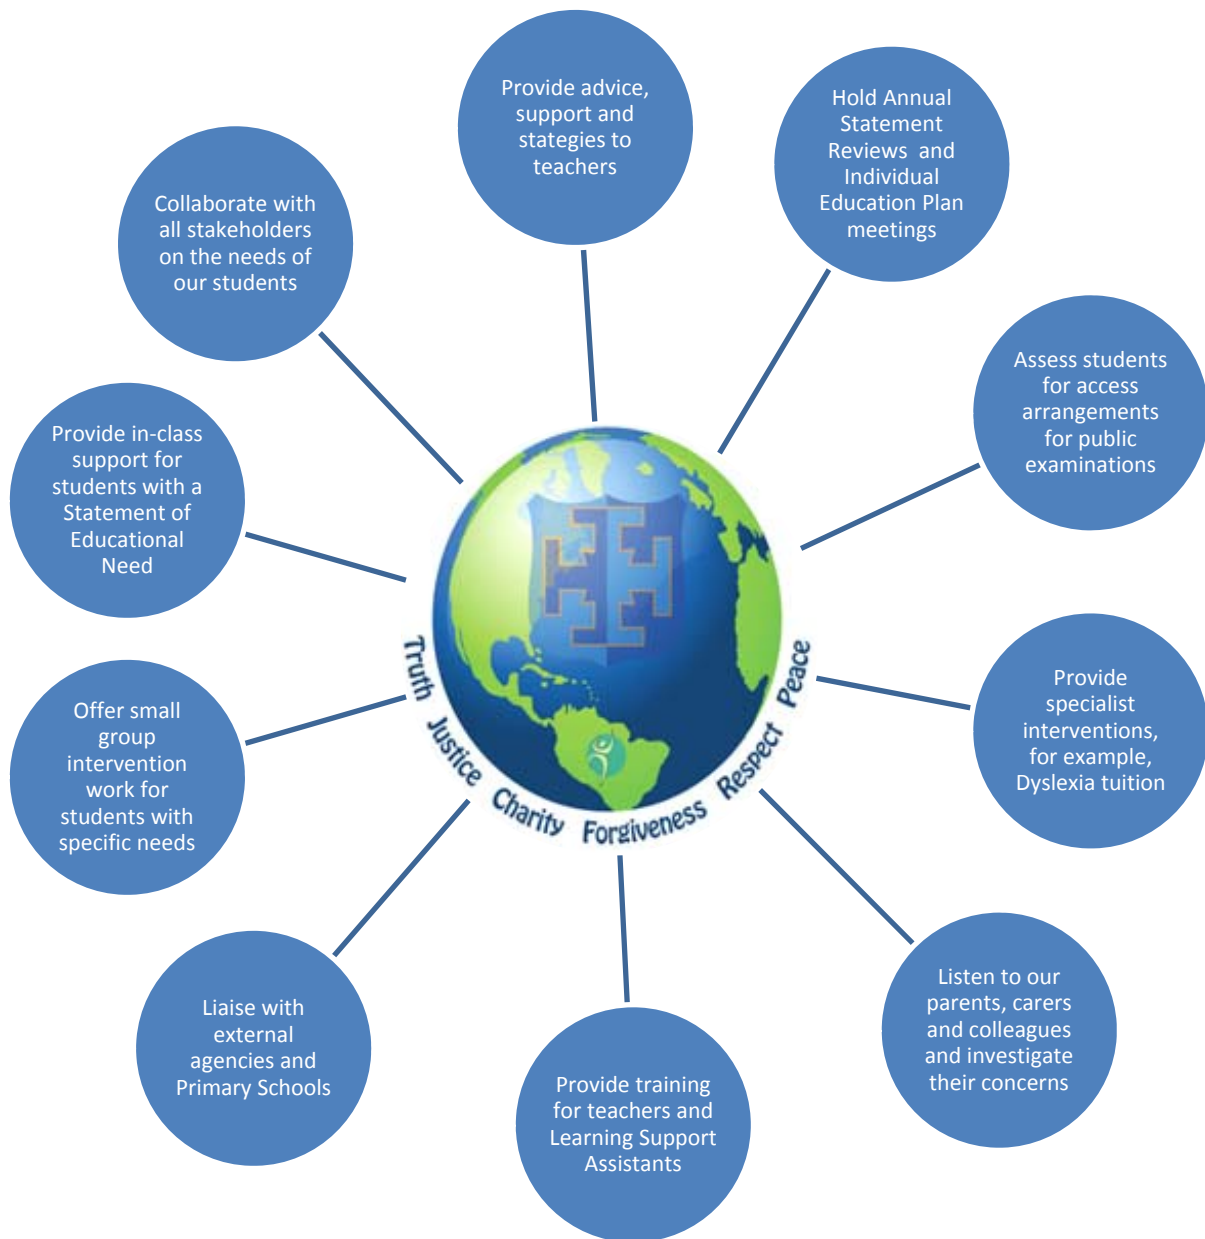 Provide advice,
support and
stategies to
teachers
Hold Annual
Statement
Reviews and
Individual
Education Plan
meetings
Assess students
for access
arrangements
for public
examinations
Provide
specialist
interventions,
for example,
Dyslexia tuition
Listen to our
parents, carers
and colleagues
and investigate
their concerns
Provide training
for teachers and
Learning Support
Assistants
Liaise with
external
agencies and
Primary Schools
Offer small
group
intervention
work for
students with
specific needs
Provide in-class
support for
students with a
Statement of
Educational
Need
Collaborate with
all stakeholders
on the needs of
our students
Truth Justice Charity Forgiveness Respect Peace